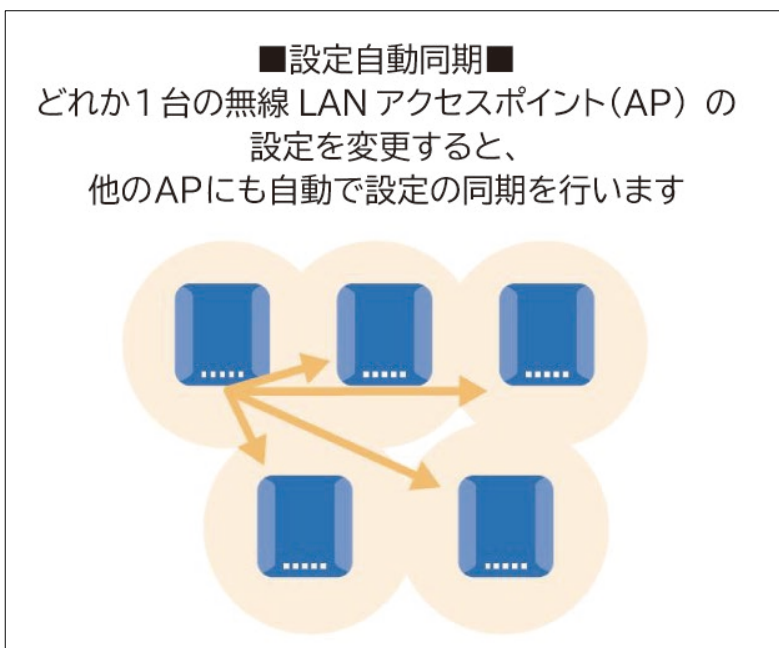 ■設定自動同期■
どれか1台の無線 LAN アクセスポイント(AP) の
設定を変更すると、
他のAPにも自動で設定の同期を行います